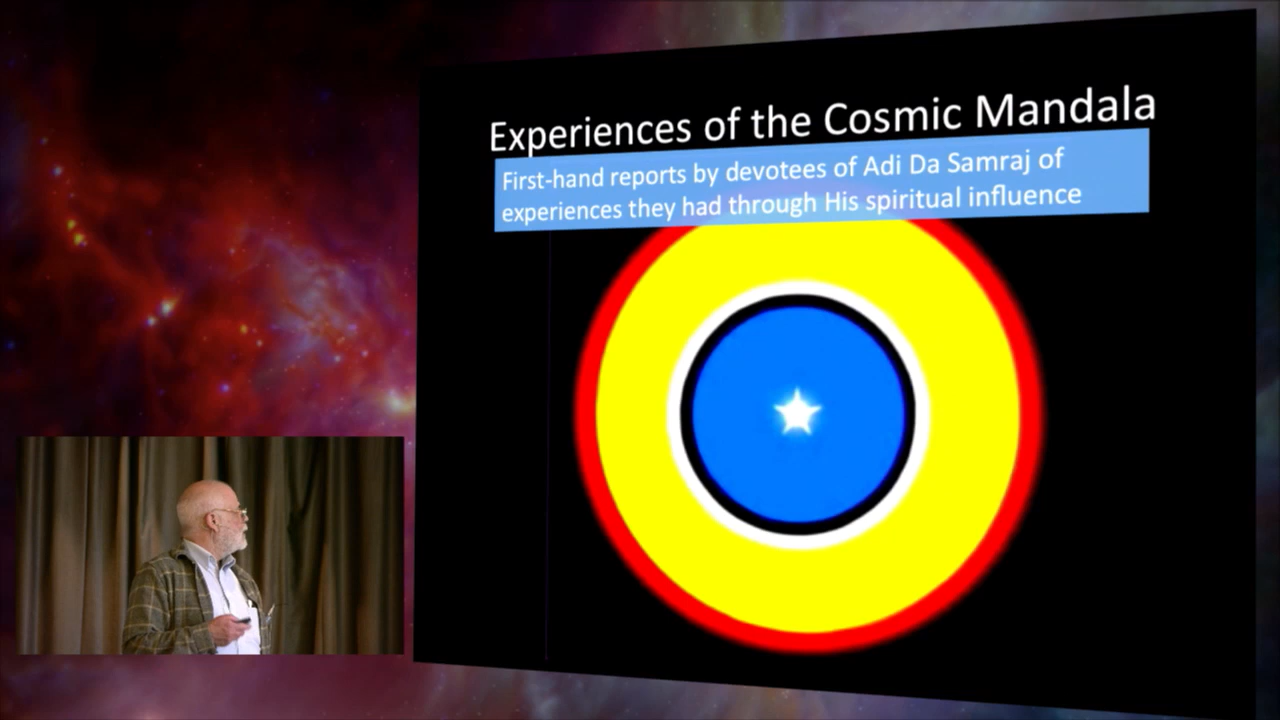 Experiences of the Cosmic Mandala
First-hand reports by devotees of Adi Da Samraj of
experiences they had through His spiritual influence